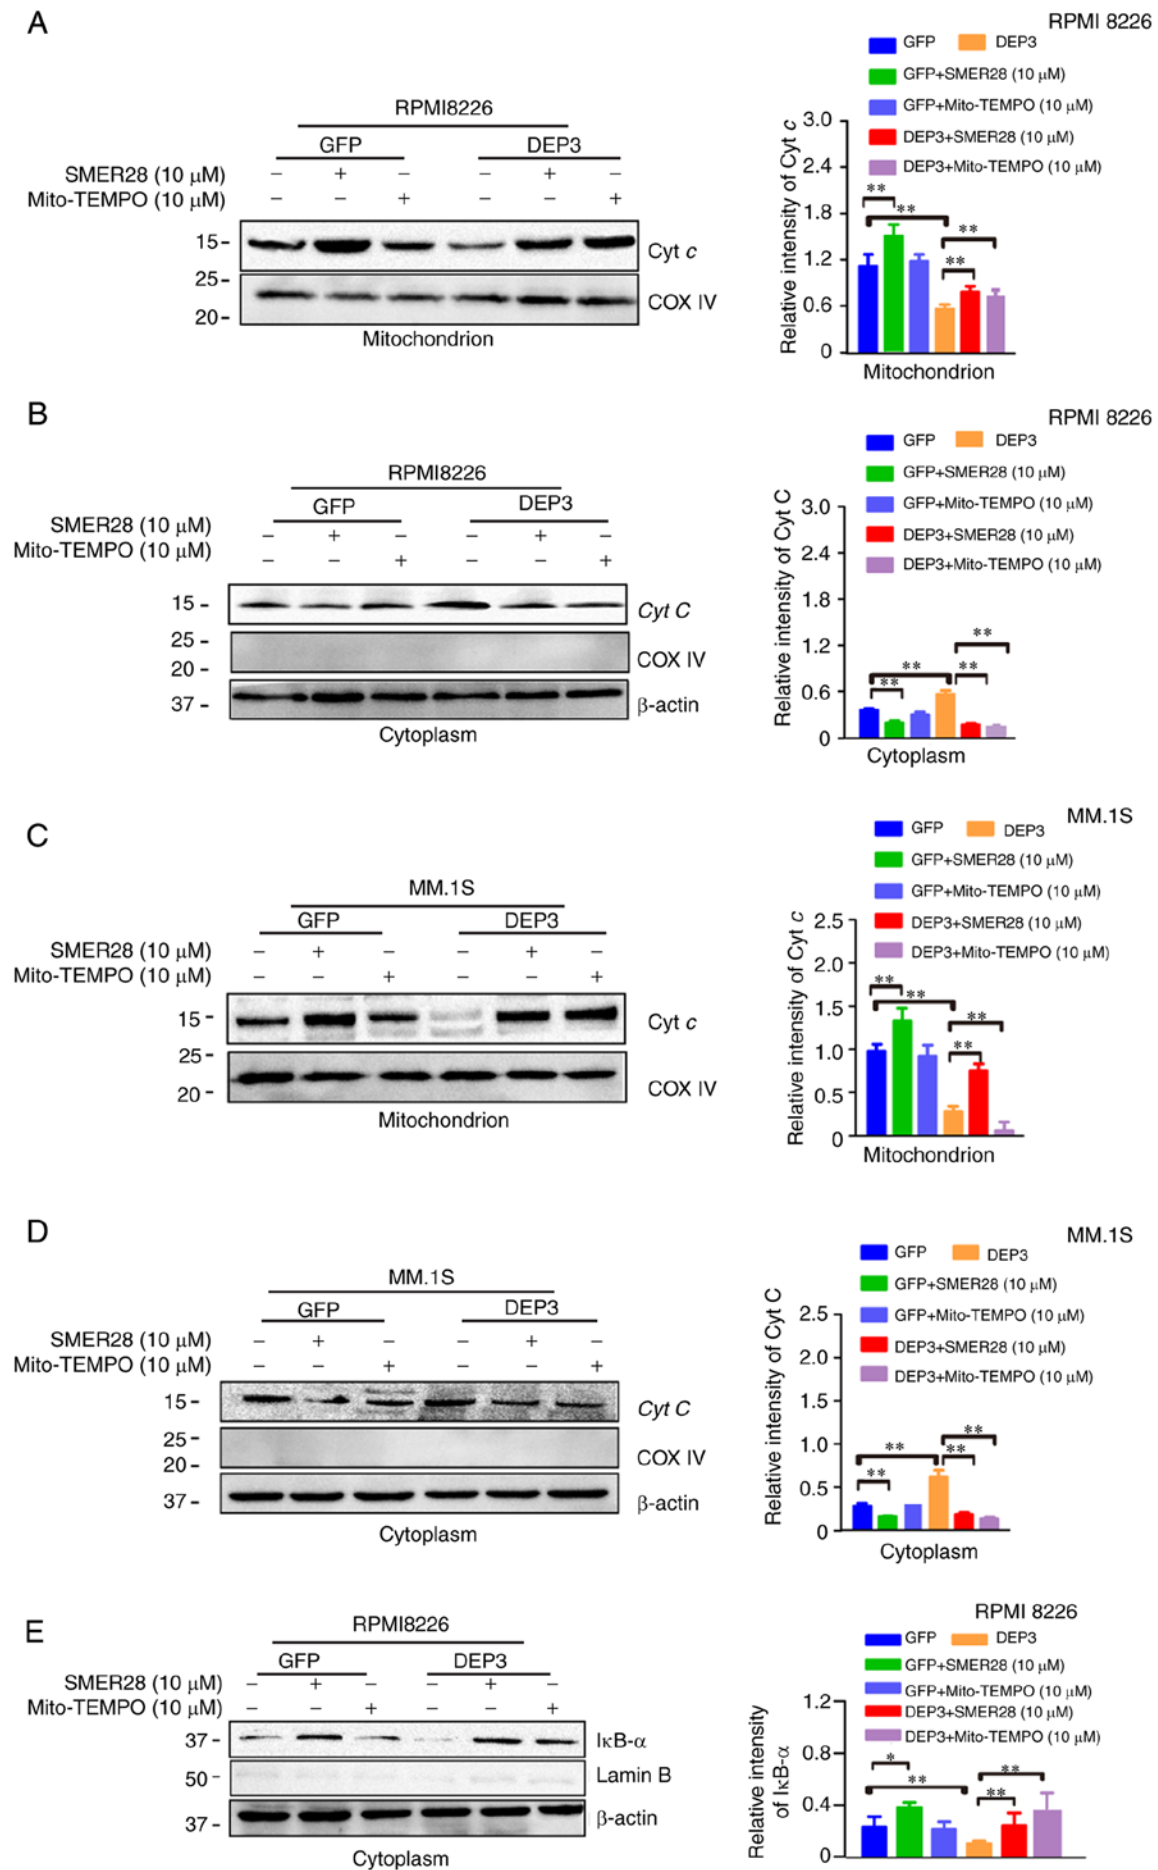 A
RPMI8226
GFP DEP3
SMER28 (10 μM) – + – – + –
Mito-TEMPO (10 μM) – – + – – +
15 – Cyt c
25 –
20 – COX IV
Mitochondrion
RPMI 8226
GFP DEP3
GFP+SMER28 (10 μM)
GFP+Mito-TEMPO (10 μM)
DEP3+SMER28 (10 μM)
DEP3+Mito-TEMPO (10 μM)
Relative intensity of Cyt c
3.0
2.4
1.8
1.2
0.6
0
** ** ** **
Mitochondrion
B
RPMI8226
GFP DEP3
SMER28 (10 μM) – + – – + –
Mito-TEMPO (10 μM) – – + – – +
15 – Cyt C
25 –
20 – COX IV
37 – β-actin
Cytoplasm
RPMI 8226
GFP DEP3
GFP+SMER28 (10 μM)
GFP+Mito-TEMPO (10 μM)
DEP3+SMER28 (10 μM)
DEP3+Mito-TEMPO (10 μM)
Relative intensity of Cyt C
3.0
2.4
1.8
1.2
0.6
0
** ** ** **
Cytoplasm
C
MM.1S
GFP DEP3
SMER28 (10 μM) – + – – + –
Mito-TEMPO (10 μM) – – + – – +
15 – Cyt c
25 –
20 – COX IV
Mitochondrion
MM.1S
GFP DEP3
GFP+SMER28 (10 μM)
GFP+Mito-TEMPO (10 μM)
DEP3+SMER28 (10 μM)
DEP3+Mito-TEMPO (10 μM)
Relative intensity of Cyt c
2.5
2.0
1.5
1.0
0.5
0
** ** ** **
Mitochondrion
D
MM.1S
GFP DEP3
SMER28 (10 μM) – + – – + –
Mito-TEMPO (10 μM) – – + – – +
15 – Cyt C
25 –
20 – COX IV
37 – β-actin
Cytoplasm
MM.1S
GFP DEP3
GFP+SMER28 (10 μM)
GFP+Mito-TEMPO (10 μM)
DEP3+SMER28 (10 μM)
DEP3+Mito-TEMPO (10 μM)
Relative intensity of Cyt C
2.5
2.0
1.5
1.0
0.5
0
** ** ** **
Cytoplasm
E
RPMI8226
GFP DEP3
SMER28 (10 μM) – + – – + –
Mito-TEMPO (10 μM) – – + – – +
37 – IκB-α
50 – Lamin B
37 – β-actin
Cytoplasm
RPMI 8226
GFP DEP3
GFP+SMER28 (10 μM)
GFP+Mito-TEMPO (10 μM)
DEP3+SMER28 (10 μM)
DEP3+Mito-TEMPO (10 μM)
Relative intensity
of IκB-α
1.2
0.8
0.4
0
* ** ** **